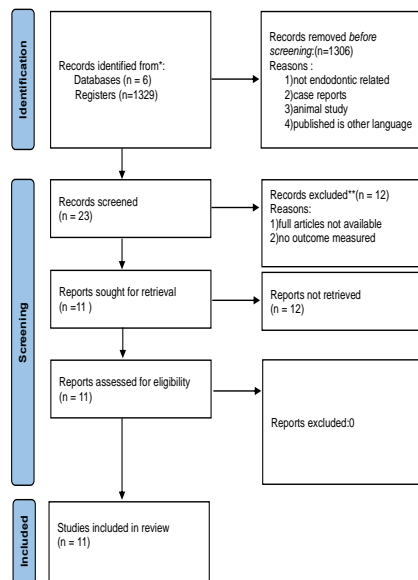 Identification
Records identified from*:
Databases (n = 6)
Registers (n=1329)
Records removed before
screening:(n=1306)
Reasons :
1)not endodontic related
2)case reports
3)animal study
4)published is other language
Screening
Records screened
(n = 23)
Records excluded**(n = 12)
Reasons:
1)full articles not available
2)no outcome measured
Reports sought for retrieval
(n =11 )
Reports not retrieved
(n = 12)
Reports assessed for eligibility
(n = 11)
Reports excluded:0
Included
Studies included in review
(n = 11)